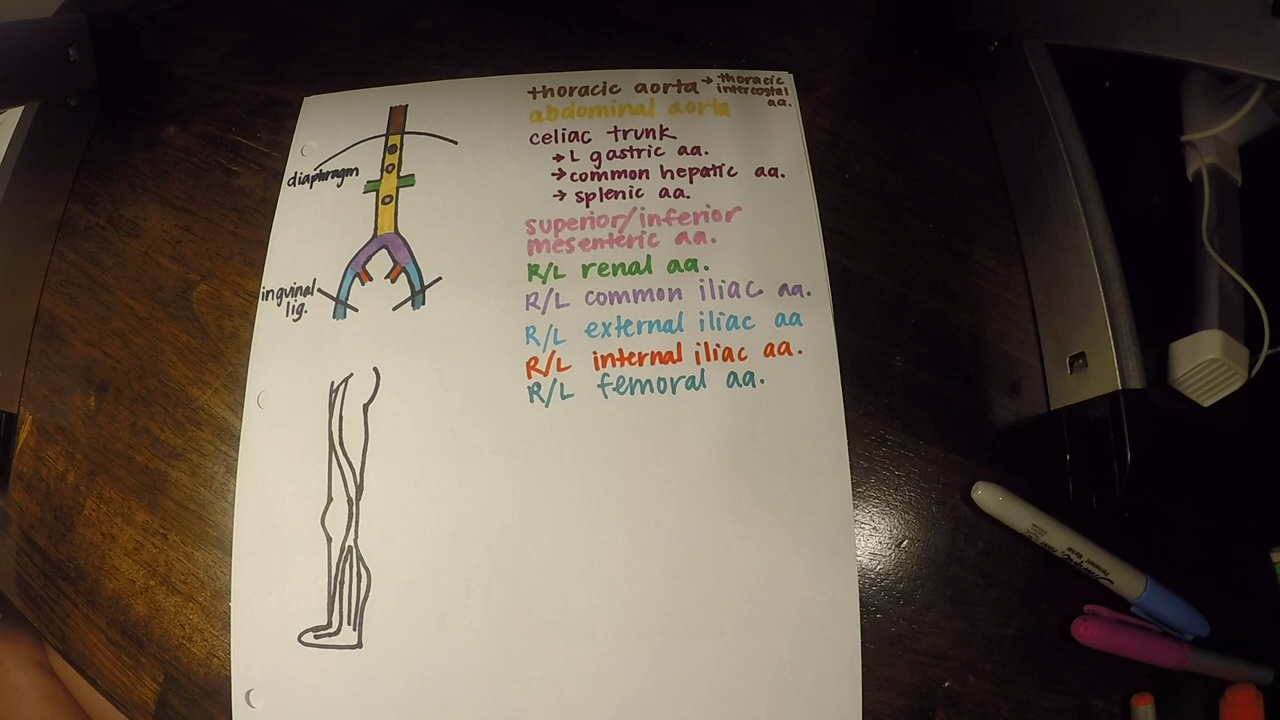 thoracic aorta → thoracic
intercostal
aa.
abdominal aorta
celiac trunk
→ L gastric aa.
→ common hepatic aa.
→ splenic aa.
superior/inferior
mesenteric aa.
R/L renal aa.
R/L common iliac aa.
R/L external iliac aa
R/L internal iliac aa.
R/L femoral aa.
diaphragm
inguinal
lig.